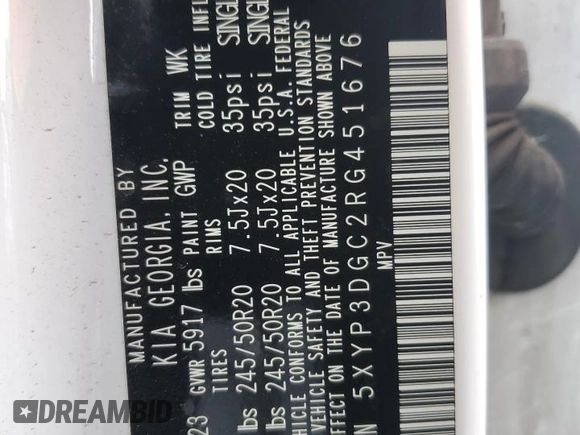 MANUFACTURED BY
KIA GEORGIA, INC.
23 GVWR 5917 lbs PAINT GWP TRIM WK
TIRES RIMS COLD TIRE INFL
lbs 245/50R20 7.5Jx20 35psi SINGL
lbs 245/50R20 7.5Jx20 35psi SINGL
VEHICLE CONFORMS TO ALL APPLICABLE U.S.A. FEDERAL
VEHICLE SAFETY AND THEFT PREVENTION STANDARDS
EFFECT ON THE DATE OF MANUFACTURE SHOWN ABOVE
N 5XYP3DGC2RG451676
MPV
DREAMBID